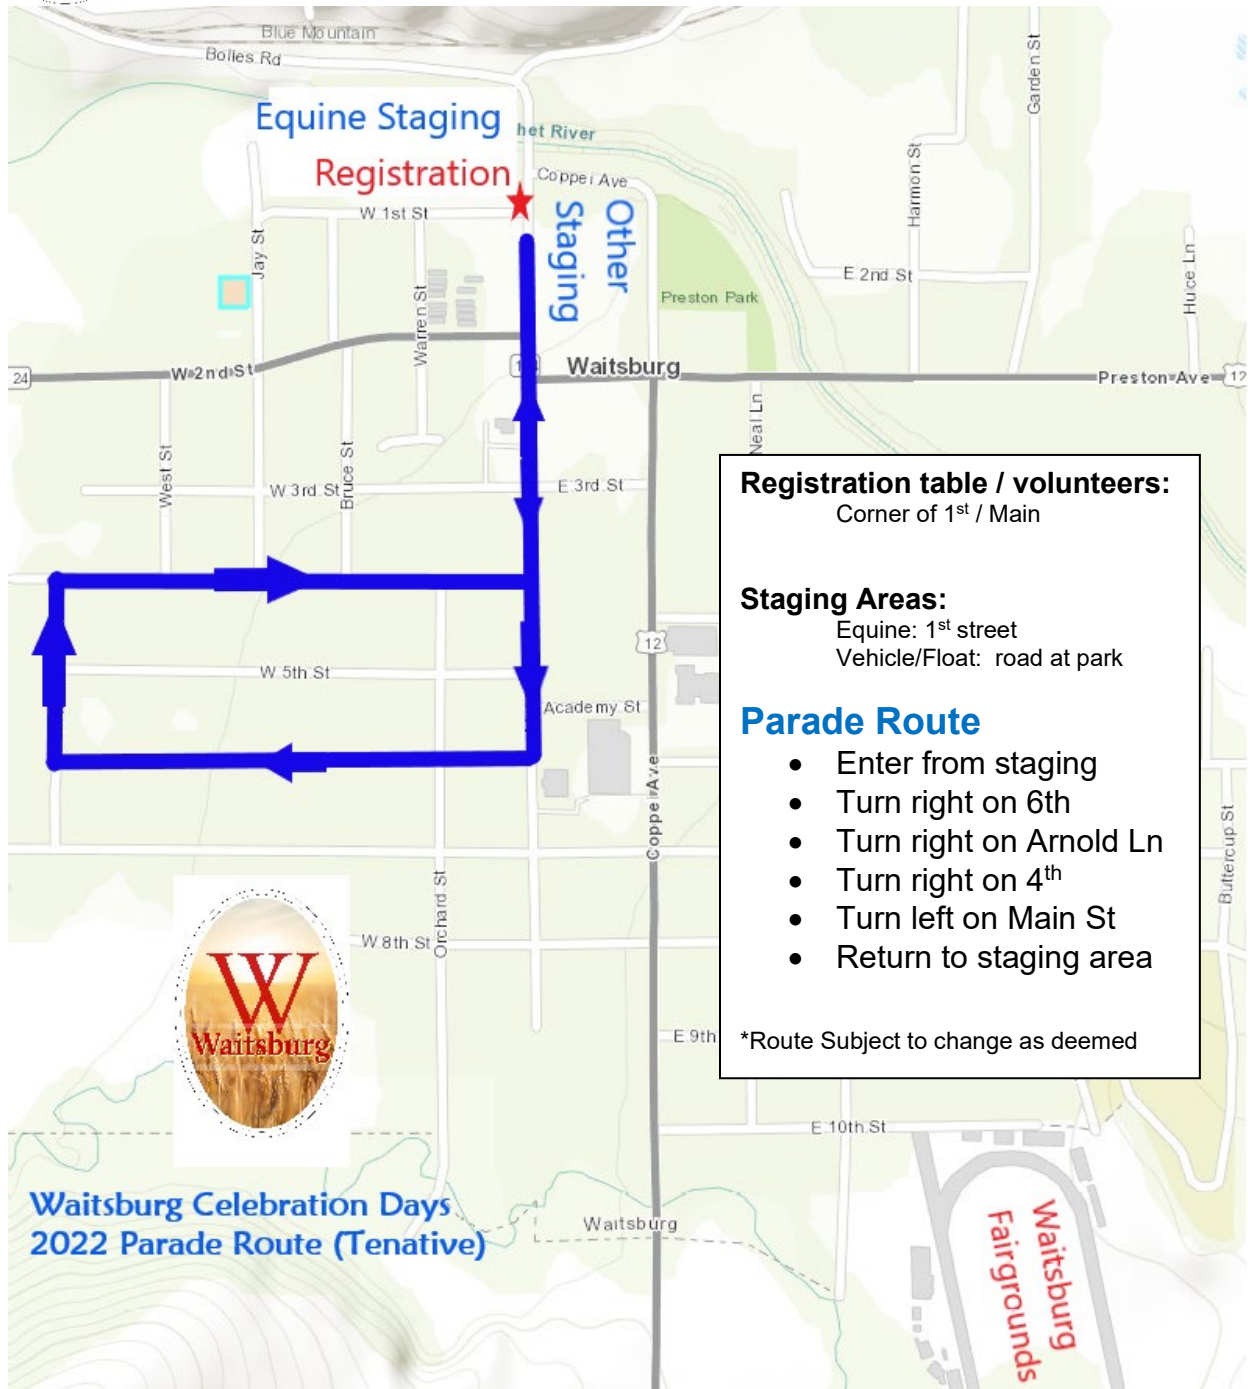 Blue Mountain
Bolles Rd
Garden St
Equine Staging
het River
Registration
Coppei Ave
Harmon St
W 1st St
Other
Staging
Jay St
E 2nd St
Huice Ln
Preston Park
Warren St
W 2nd St
Waitsburg
24
Preston Ave
12
Neal Ln
West St
Bruce St
W 3rd St
E 3rd St
Registration table / volunteers:
Corner of 1st / Main
Staging Areas:
Equine: 1st street
Vehicle/Float: road at park
12
W 5th St
Academy St
Parade Route
• Enter from staging
• Turn right on 6th
• Turn right on Arnold Ln
• Turn right on 4th
• Turn left on Main St
• Return to staging area
*Route Subject to change as deemed
Coppei Ave
Buttercup St
Orchard St
W 8th St
W
Waitsburg
E 9th
E 10th St
Waitsburg Celebration Days
2022 Parade Route (Tenative)
Waitsburg
Waitsburg
Fairgrounds